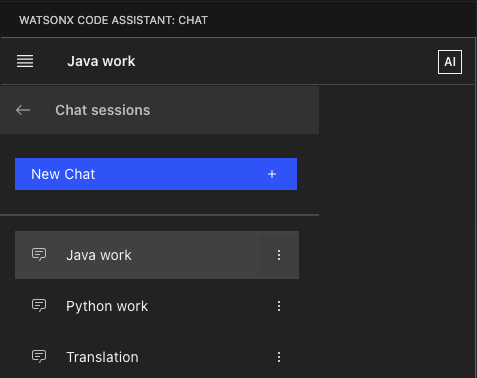 WATSONX CODE ASSISTANT: CHAT
Java work
AI
Chat sessions
New Chat +
Java work
Python work
Translation